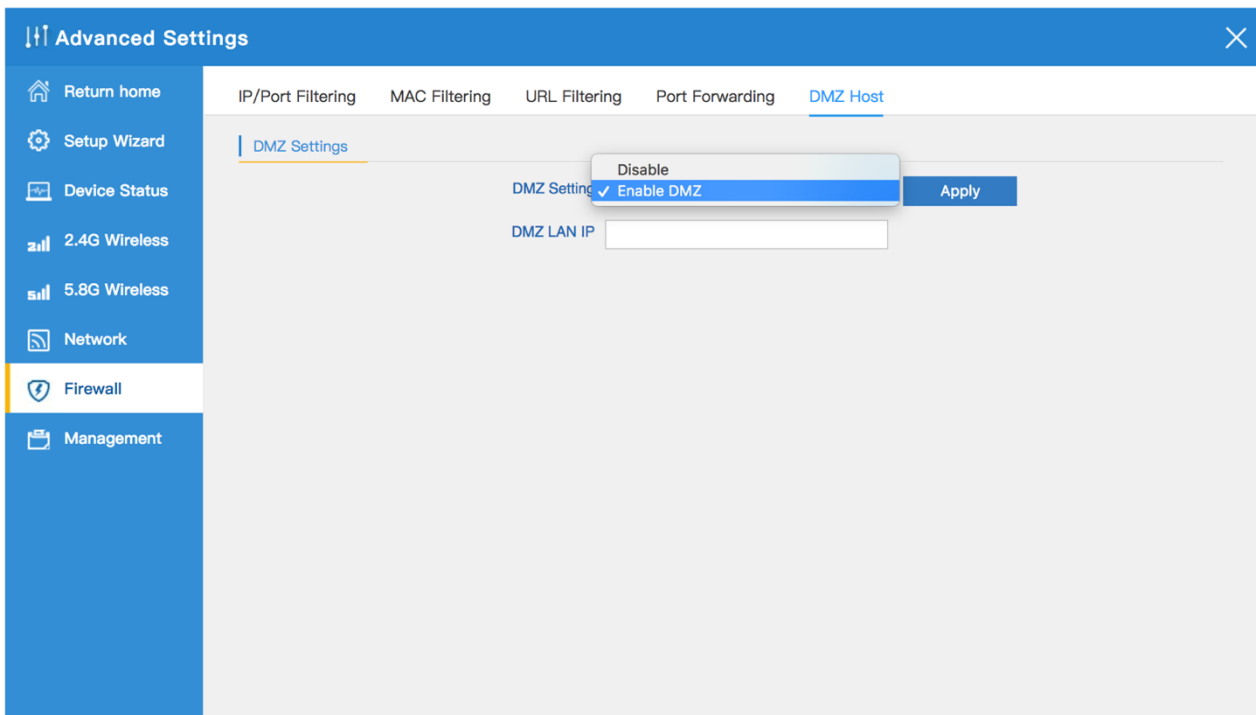 Advanced Settings
Return home
Setup Wizard
Device Status
2.4G Wireless
5.8G Wireless
Network
Firewall
Management
IP/Port Filtering MAC Filtering URL Filtering Port Forwarding DMZ Host
DMZ Settings
Disable
DMZ Setting ✓ Enable DMZ Apply
DMZ LAN IP